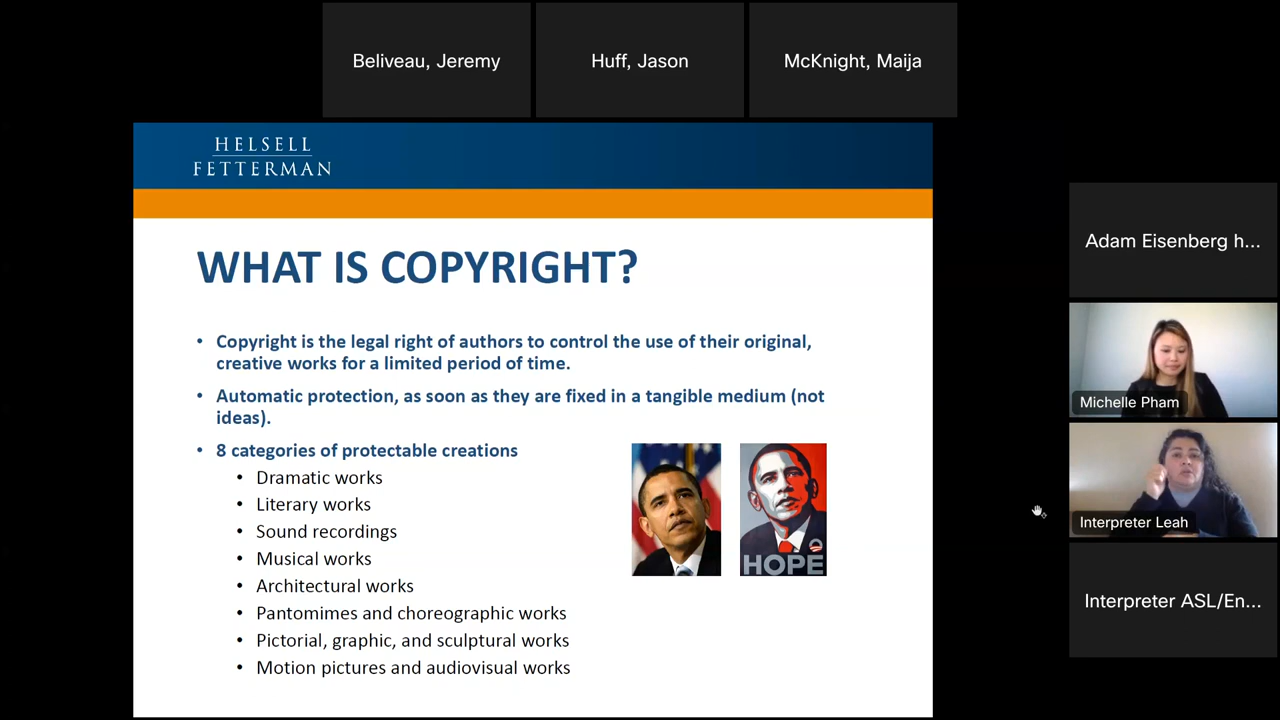 Beliveau, Jeremy
Huff, Jason
McKnight, Maija
HELSELL
FETTERMAN
WHAT IS COPYRIGHT?
• Copyright is the legal right of authors to control the use of their original,
creative works for a limited period of time.
• Automatic protection, as soon as they are fixed in a tangible medium (not
ideas).
• 8 categories of protectable creations
• Dramatic works
• Literary works
• Sound recordings
• Musical works
• Architectural works
• Pantomimes and choreographic works
• Pictorial, graphic, and sculptural works
• Motion pictures and audiovisual works
HOPE
Adam Eisenberg h...
Michelle Pham
Interpreter Leah
Interpreter ASL/En...